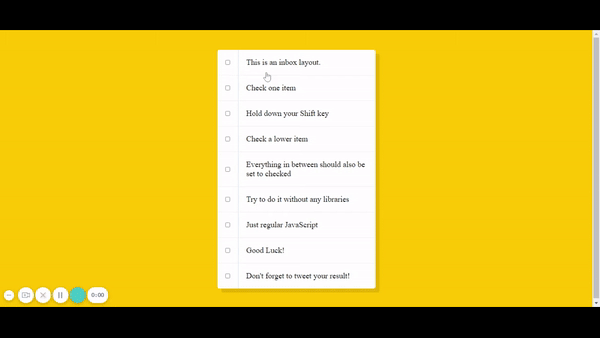 This is an inbox layout.
Check one item
Hold down your Shift key
Check a lower item
Everything in between should also be
set to checked
Try to do it without any libraries
Just regular JavaScript
Good Luck!
Don't forget to tweet your result!
0:00